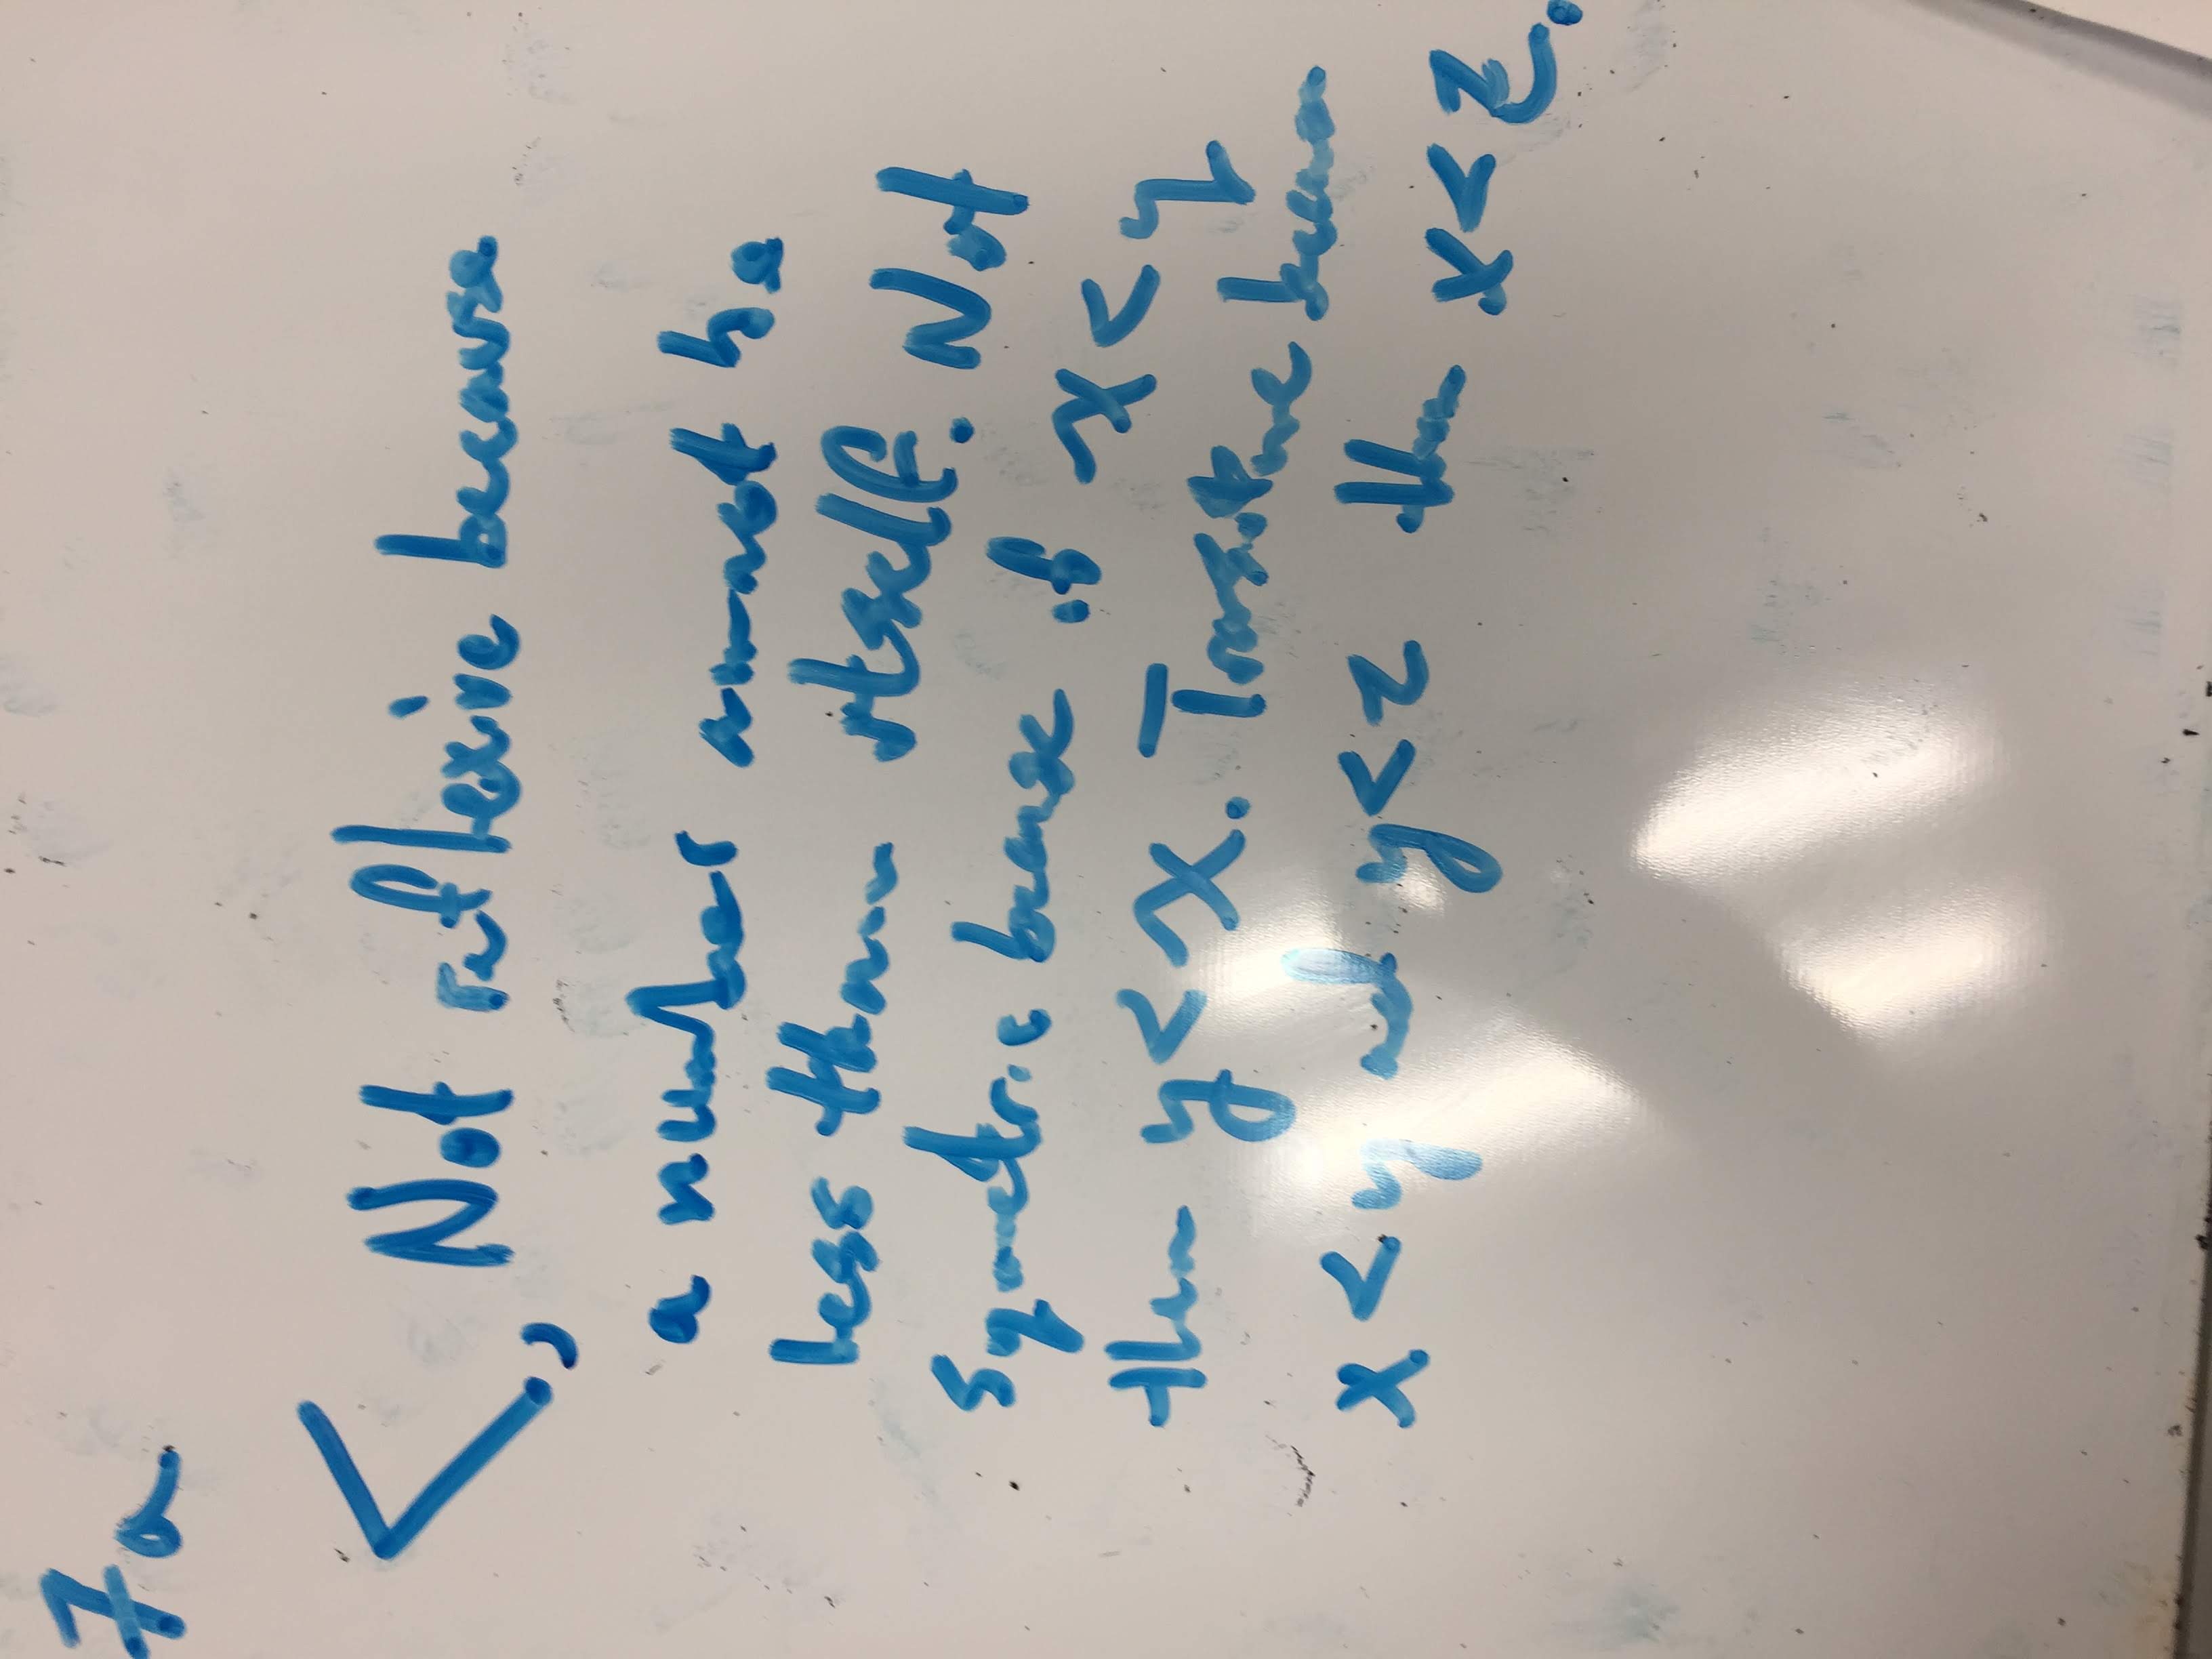 7a
<, Not reflexive because
a number cannot be
less than itself. Not
symmetric because if x < y
then y < x. Transitive because
x < y and y < z then x < z.